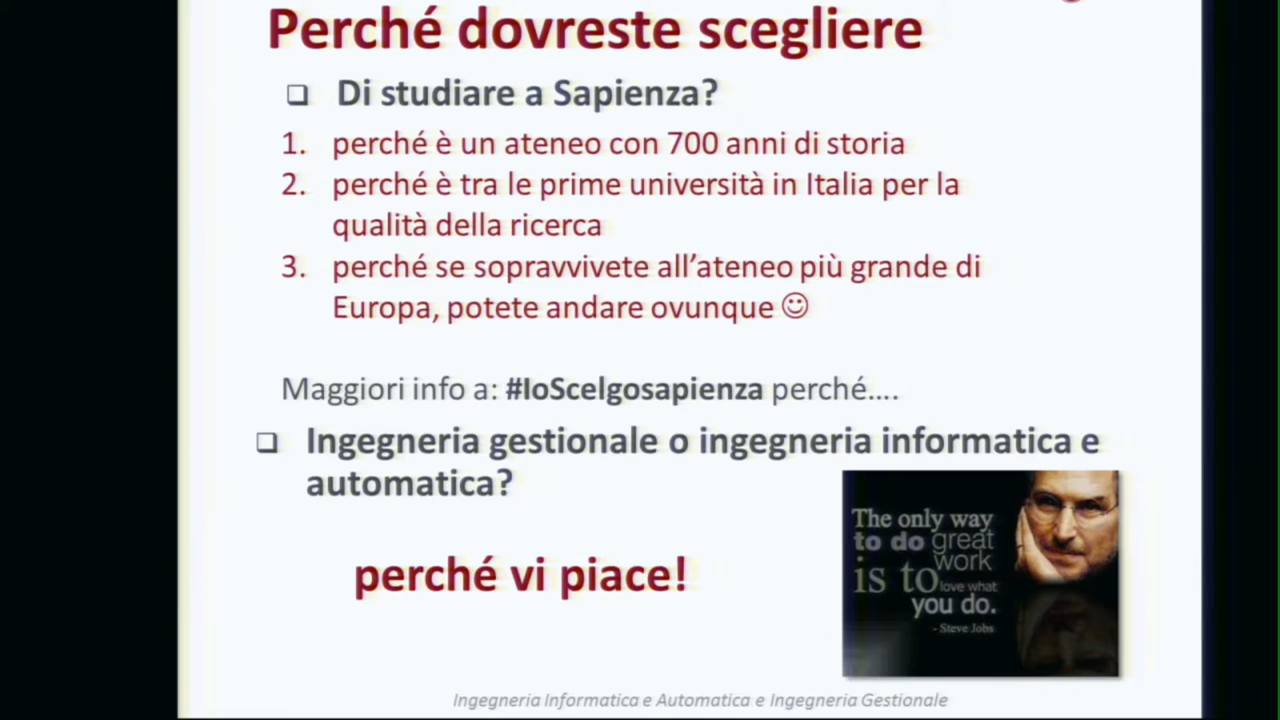 Perché dovreste scegliere
Di studiare a Sapienza?
1. perché è un ateneo con 700 anni di storia
2. perché è tra le prime università in Italia per la
qualità della ricerca
3. perché se sopravvivete all’ateneo più grande di
Europa, potete andare ovunque ☺
Maggiori info a: #IoScelgosapienza perché....
Ingegneria gestionale o ingegneria informatica e
automatica?
perché vi piace!
The only way
to do great
work
is to love what
you do.
- Steve Jobs
Ingegneria Informatica e Automatica e Ingegneria Gestionale